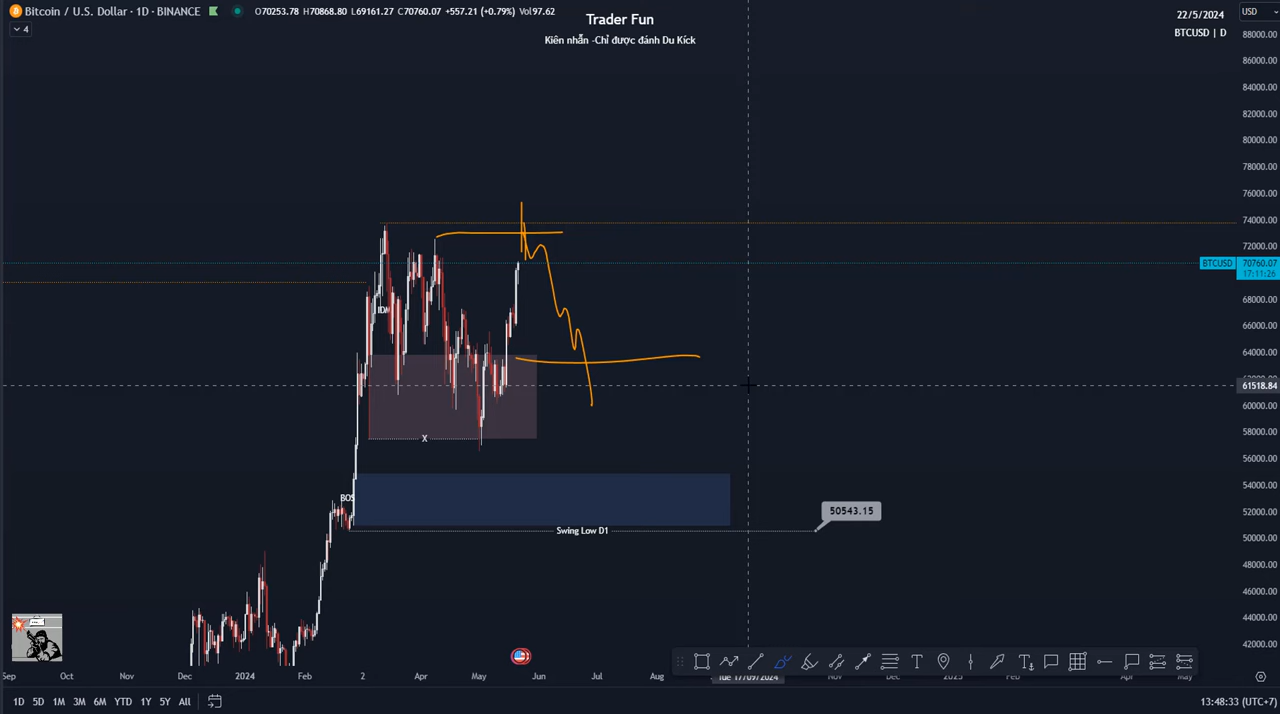 Bitcoin / U.S. Dollar · 1D · BINANCE O70253.78 H70868.80 L69161.27 C70760.07 +557.21 (+0.79%) Vol97.62
4
Trader Fun
Kiên nhẫn -Chỉ được đánh Du Kích
22/5/2024
BTCUSD | D
USD
88000.00
86000.00
84000.00
82000.00
80000.00
78000.00
76000.00
74000.00
72000.00
BTCUSD 70760.07
17:11:26
68000.00
66000.00
64000.00
61518.84
60000.00
58000.00
56000.00
54000.00
52000.00
50000.00
48000.00
46000.00
44000.00
42000.00
IDM
X
BOS
Swing Low D1
50543.15
Sep Oct Nov Dec 2024 Feb 2 Apr May Jun Jul Aug Tue 17/09/2024 Nov Dec 2025 Feb Apr May
1D 5D 1M 3M 6M YTD 1Y 5Y All
13:48:33 (UTC+7)